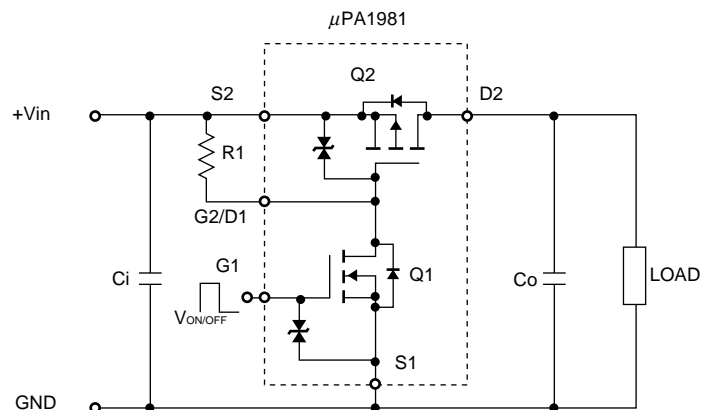 μPA1981
Q2
S2
D2
+Vin
R1
G2/D1
G1
Q1
Ci
Co
LOAD
VON/OFF
S1
GND